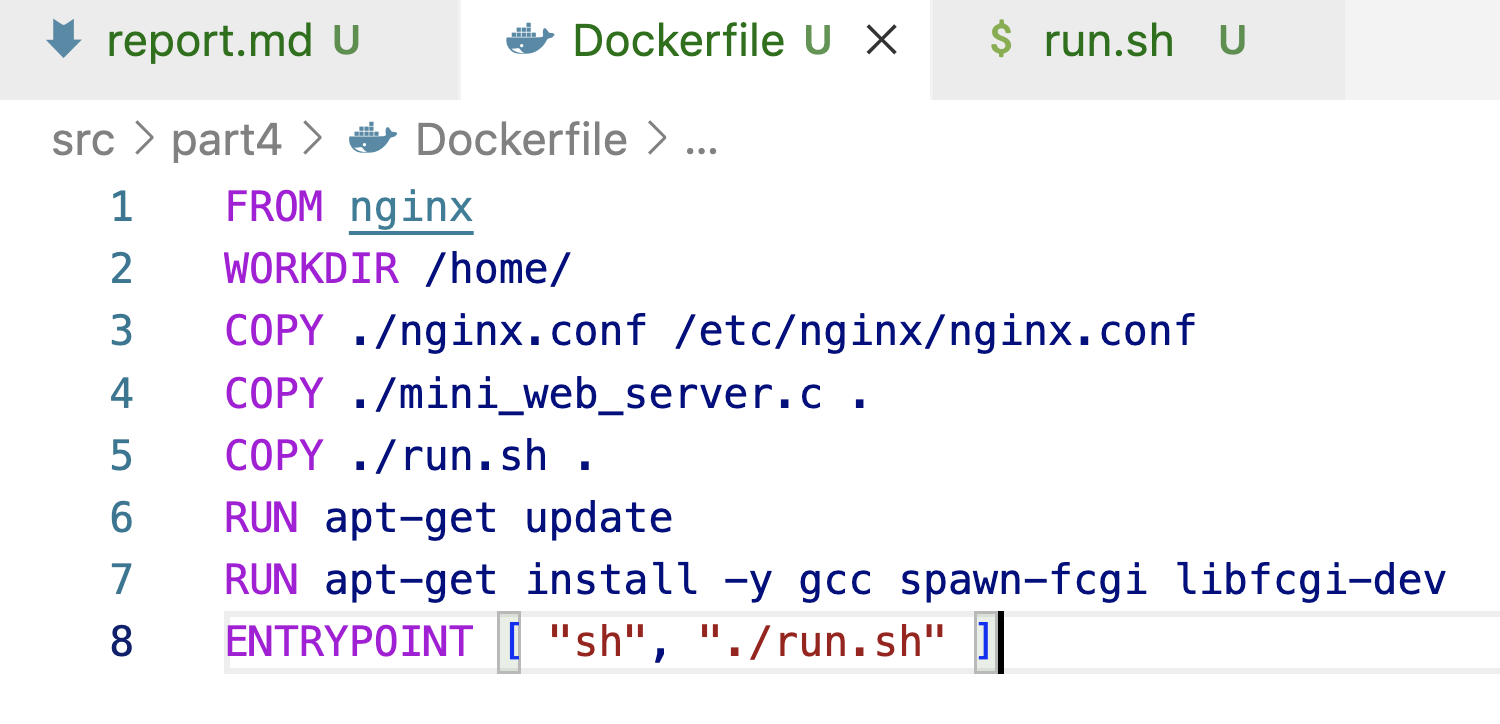 report.md U Dockerfile U $ run.sh U
src > part4 > Dockerfile > ...
1 FROM nginx
2 WORKDIR /home/
3 COPY ./nginx.conf /etc/nginx/nginx.conf
4 COPY ./mini_web_server.c .
5 COPY ./run.sh .
6 RUN apt-get update
7 RUN apt-get install -y gcc spawn-fcgi libfcgi-dev
8 ENTRYPOINT [ "sh", "./run.sh" ]